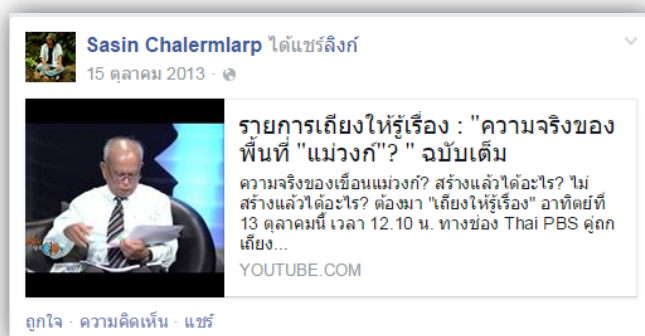 Sasin Chalermlarp ได้แชร์ลิงก์
15 ตุลาคม 2013 ·
รายการเถียงให้รู้เรื่อง : "ความจริงของ
พื้นที่ "แม่วงก์"? " ฉบับเต็ม
ความจริงของเขื่อนแม่วงก์? สร้างแล้วได้อะไร? ไม่
สร้างแล้วได้อะไร? ต้องมา "เถียงให้รู้เรื่อง" อาทิตย์ที่
13 ตุลาคมนี้ เวลา 12.10 น. ทางช่อง Thai PBS คู่ถก
เถียง...
YOUTUBE.COM
ถูกใจ · ความคิดเห็น · แชร์